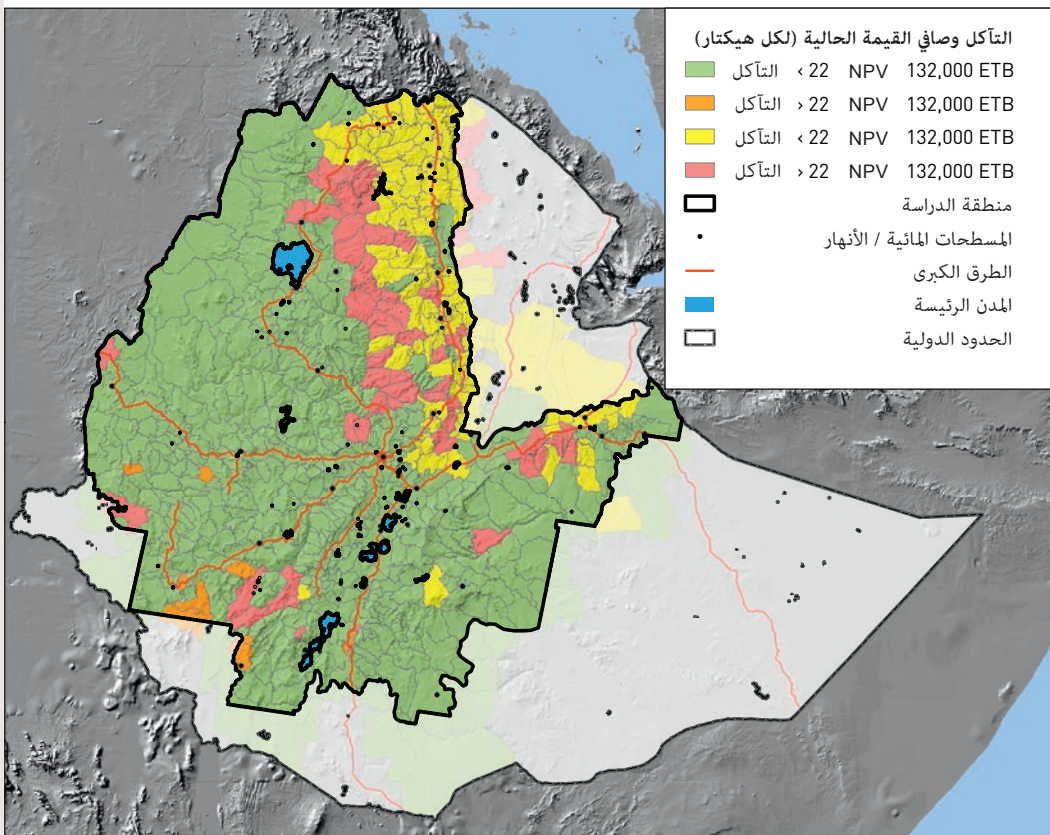 التآكل وصافي القيمة الحالية (لكل هيكتار)
التآكل ‹ 22 NPV 132,000 ETB
التآكل › 22 NPV 132,000 ETB
التآكل ‹ 22 NPV 132,000 ETB
التآكل › 22 NPV 132,000 ETB
منطقة الدراسة
المسطحات المائية / الأنهار
الطرق الكبرى
المدن الرئيسة
الحدود الدولية